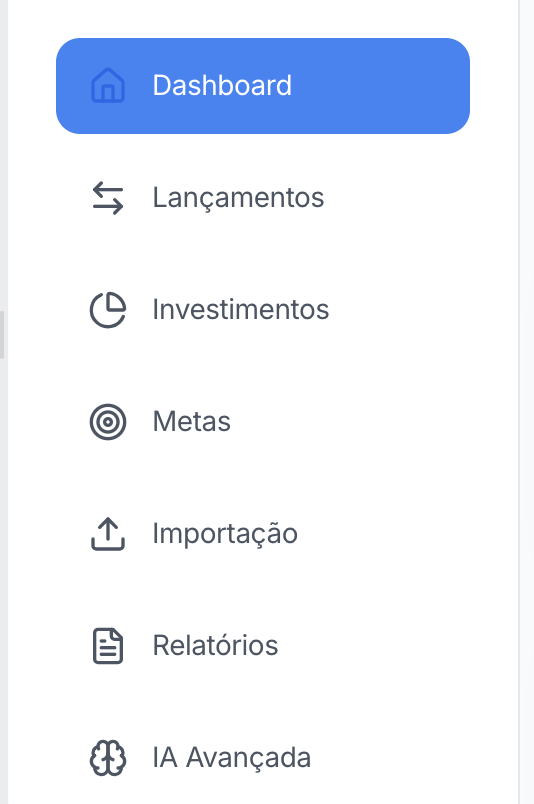 Dashboard
Lançamentos
Investimentos
Metas
Importação
Relatórios
IA Avançada